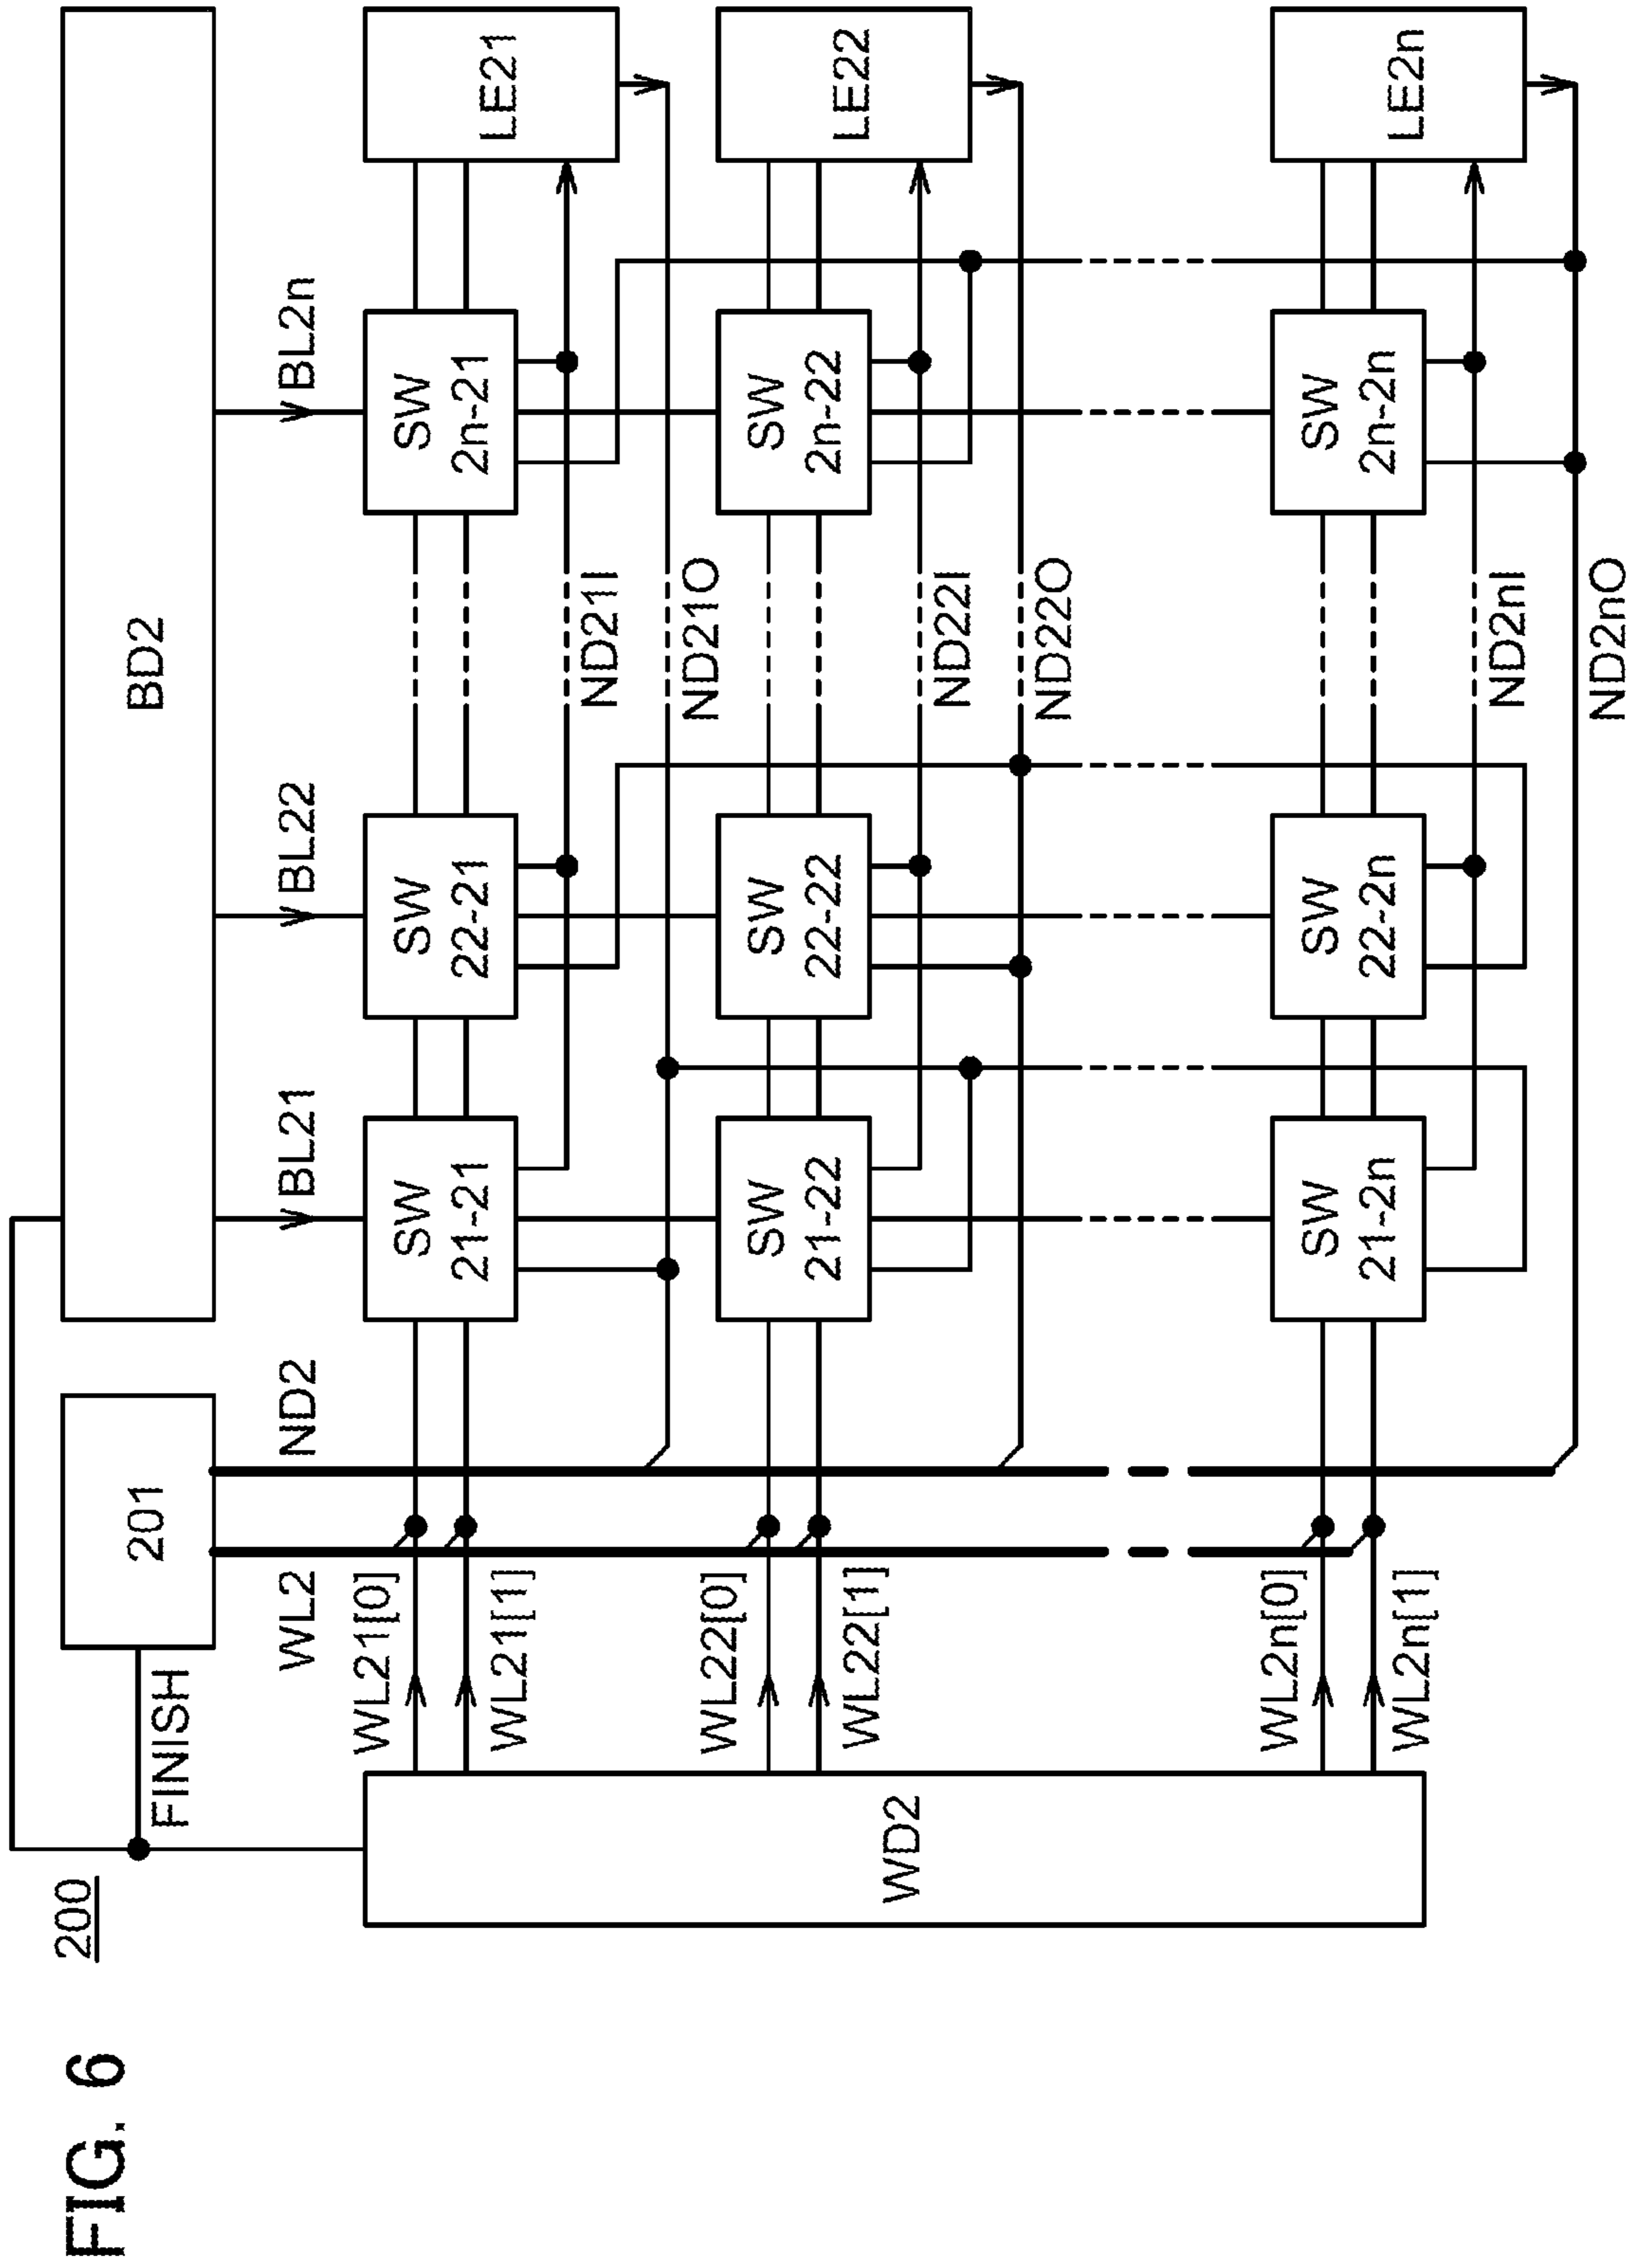 FIG. 6
200
FINISH
201
BD2
WL2
ND2
BL21
BL22
BL2n
WL21[0]
WL21[1]
SW
21-21
SW
22-21
SW
2n-21
LE21
ND21I
ND21O
WL22[0]
WL22[1]
SW
21-22
SW
22-22
SW
2n-22
LE22
ND22I
ND22O
WD2
WL2n[0]
WL2n[1]
SW
21-2n
SW
22-2n
SW
2n-2n
LE2n
ND2nI
ND2nO